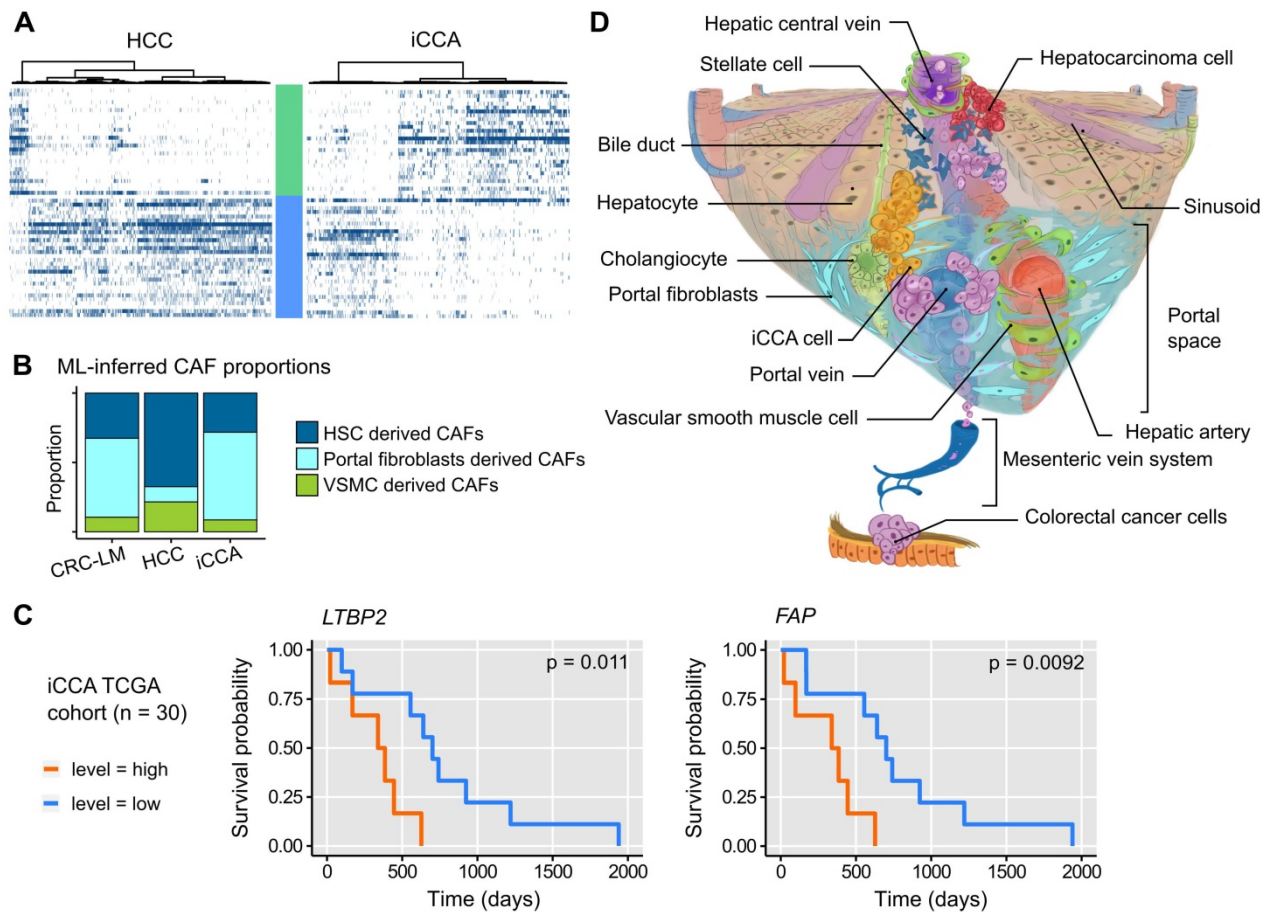 A
HCC
iCCA
B
ML-inferred CAF proportions
Proportion
CRC-LM
HCC
iCCA
HSC derived CAFs
Portal fibroblasts derived CAFs
VSMC derived CAFs
C
iCCA TCGA
cohort (n = 30)
level = high
level = low
LTBP2
p = 0.011
Survival probability
1.00
0.75
0.50
0.25
0.00
0
500
1000
1500
2000
Time (days)
FAP
p = 0.0092
Survival probability
1.00
0.75
0.50
0.25
0.00
0
500
1000
1500
2000
Time (days)
D
Hepatic central vein
Stellate cell
Hepatocarcinoma cell
Bile duct
Hepatocyte
Sinusoid
Cholangiocyte
Portal fibroblasts
iCCA cell
Portal vein
Portal
space
Vascular smooth muscle cell
Hepatic artery
Mesenteric vein system
Colorectal cancer cells